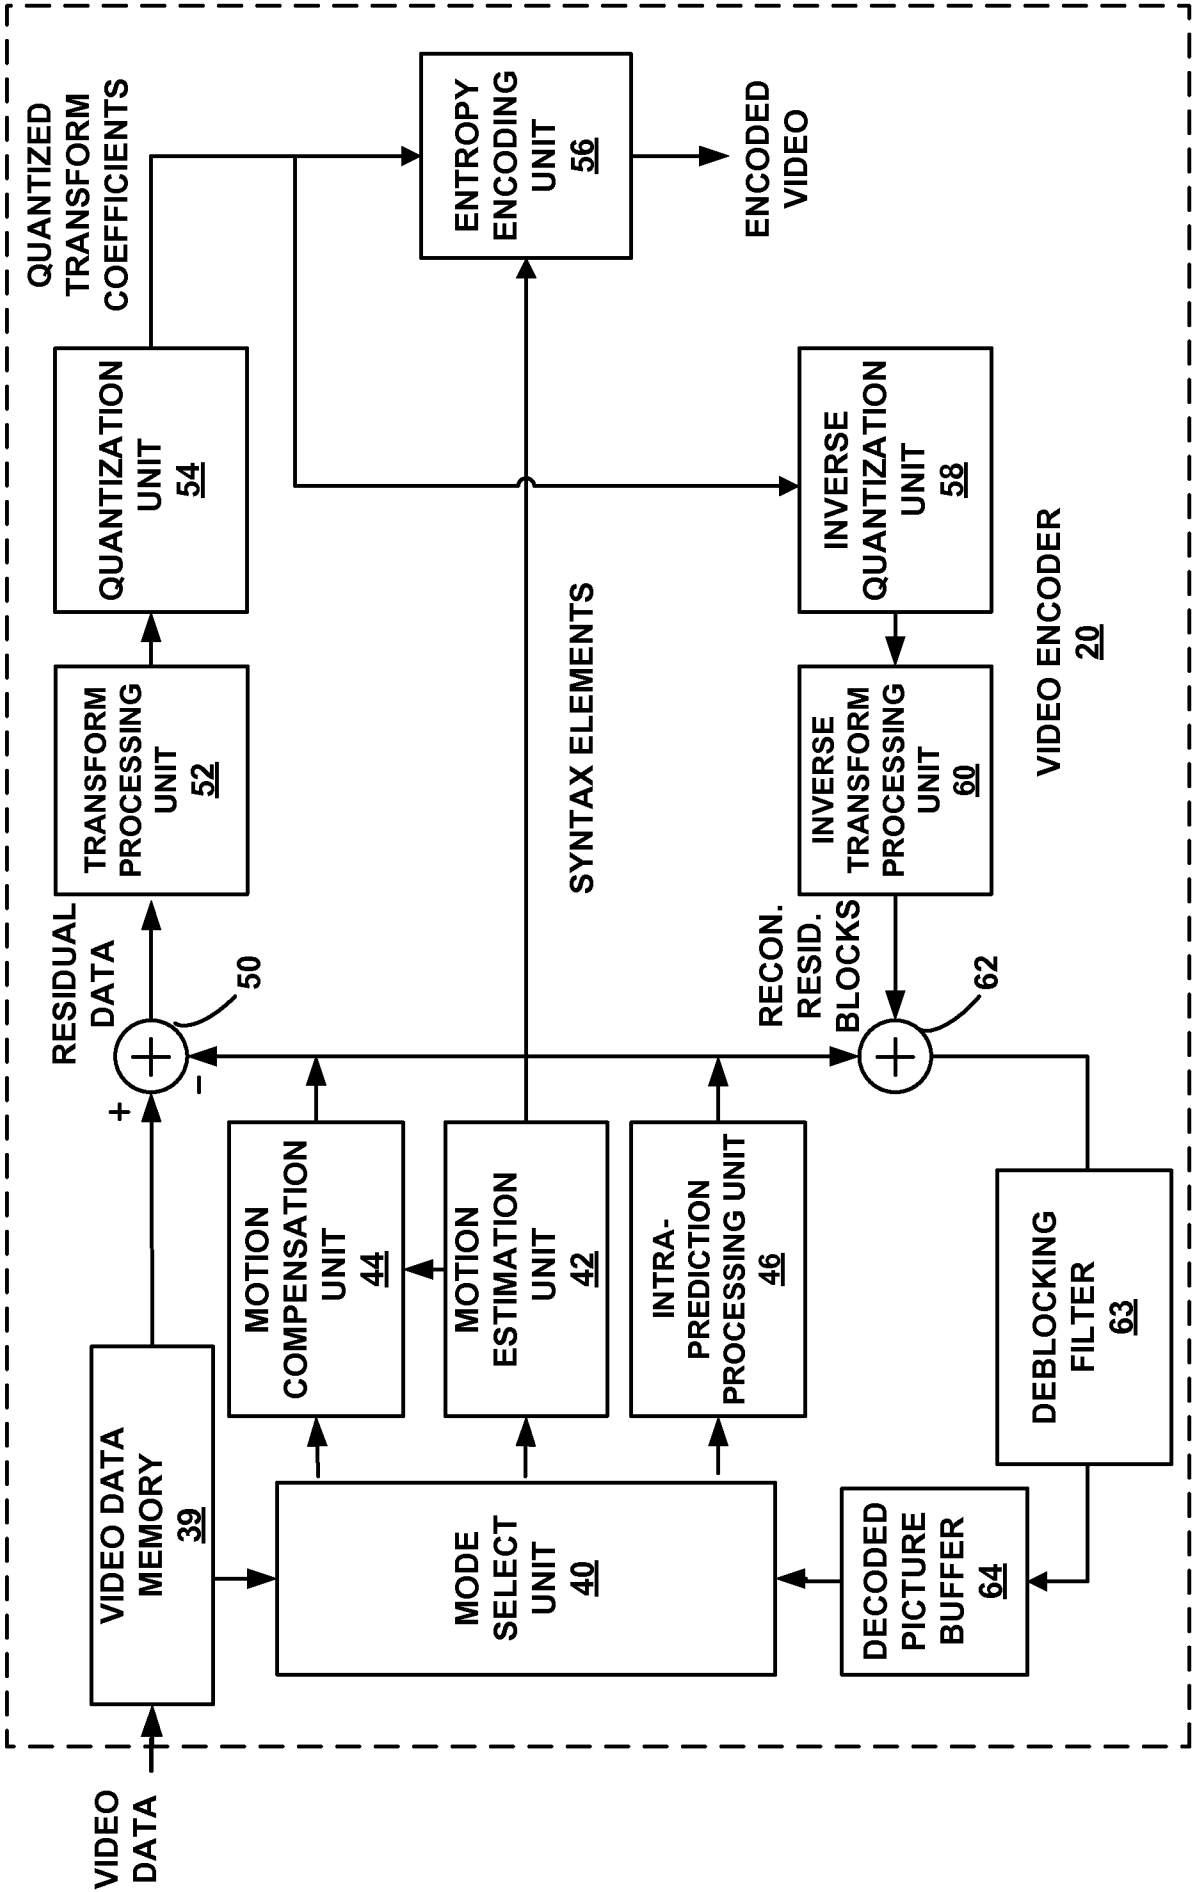 VIDEO
DATA
VIDEO DATA
MEMORY
39
MODE
SELECT
UNIT
40
DECODED
PICTURE
BUFFER
64
MOTION
COMPENSATION
UNIT
44
MOTION
ESTIMATION
UNIT
42
INTRA-
PREDICTION
PROCESSING UNIT
46
DEBLOCKING
FILTER
63
+
−
50
RESIDUAL
DATA
TRANSFORM
PROCESSING
UNIT
52
QUANTIZATION
UNIT
54
QUANTIZED
TRANSFORM
COEFFICIENTS
ENTROPY
ENCODING
UNIT
56
ENCODED
VIDEO
SYNTAX ELEMENTS
INVERSE
QUANTIZATION
UNIT
58
INVERSE
TRANSFORM
PROCESSING
UNIT
60
RECON.
RESID.
BLOCKS
62
VIDEO ENCODER
20